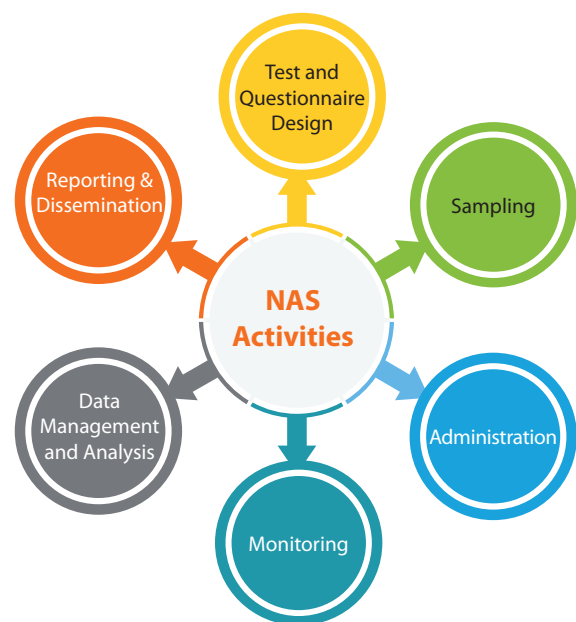 Test and
Questionnaire
Design
Reporting &
Dissemination
Sampling
NAS
Activities
Data
Management
and Analysis
Administration
Monitoring